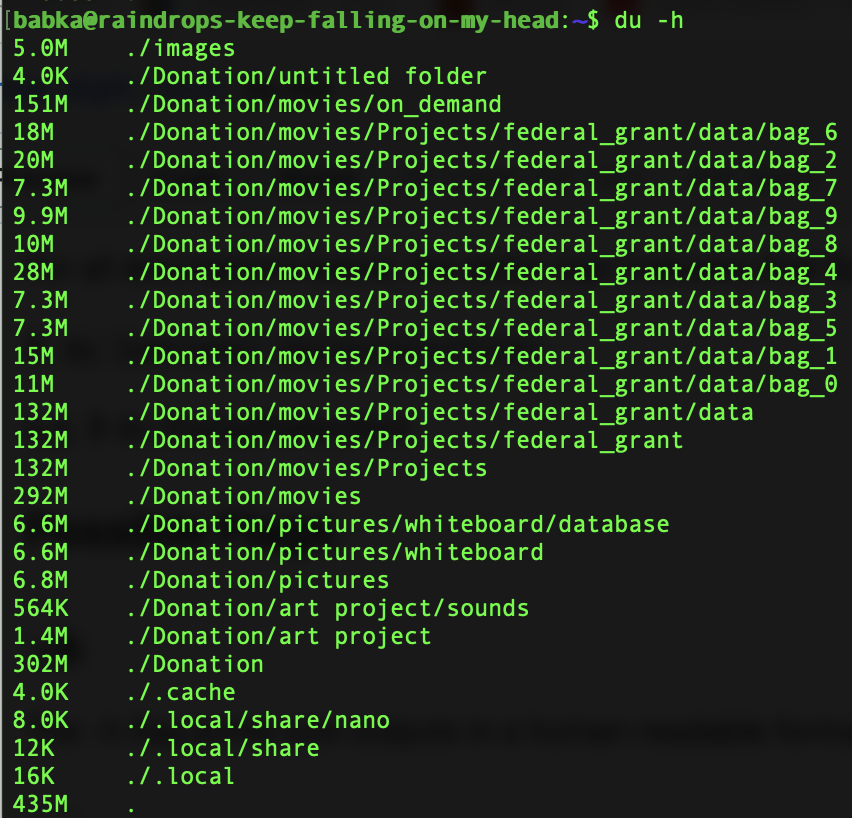 [babka@raindrops-keep-falling-on-my-head:~$ du -h
5.0M ./images
4.0K ./Donation/untitled folder
151M ./Donation/movies/on_demand
18M ./Donation/movies/Projects/federal_grant/data/bag_6
20M ./Donation/movies/Projects/federal_grant/data/bag_2
7.3M ./Donation/movies/Projects/federal_grant/data/bag_7
9.9M ./Donation/movies/Projects/federal_grant/data/bag_9
10M ./Donation/movies/Projects/federal_grant/data/bag_8
28M ./Donation/movies/Projects/federal_grant/data/bag_4
7.3M ./Donation/movies/Projects/federal_grant/data/bag_3
7.3M ./Donation/movies/Projects/federal_grant/data/bag_5
15M ./Donation/movies/Projects/federal_grant/data/bag_1
11M ./Donation/movies/Projects/federal_grant/data/bag_0
132M ./Donation/movies/Projects/federal_grant/data
132M ./Donation/movies/Projects/federal_grant
132M ./Donation/movies/Projects
292M ./Donation/movies
6.6M ./Donation/pictures/whiteboard/database
6.6M ./Donation/pictures/whiteboard
6.8M ./Donation/pictures
564K ./Donation/art project/sounds
1.4M ./Donation/art project
302M ./Donation
4.0K ./.cache
8.0K ./.local/share/nano
12K ./.local/share
16K ./.local
435M .